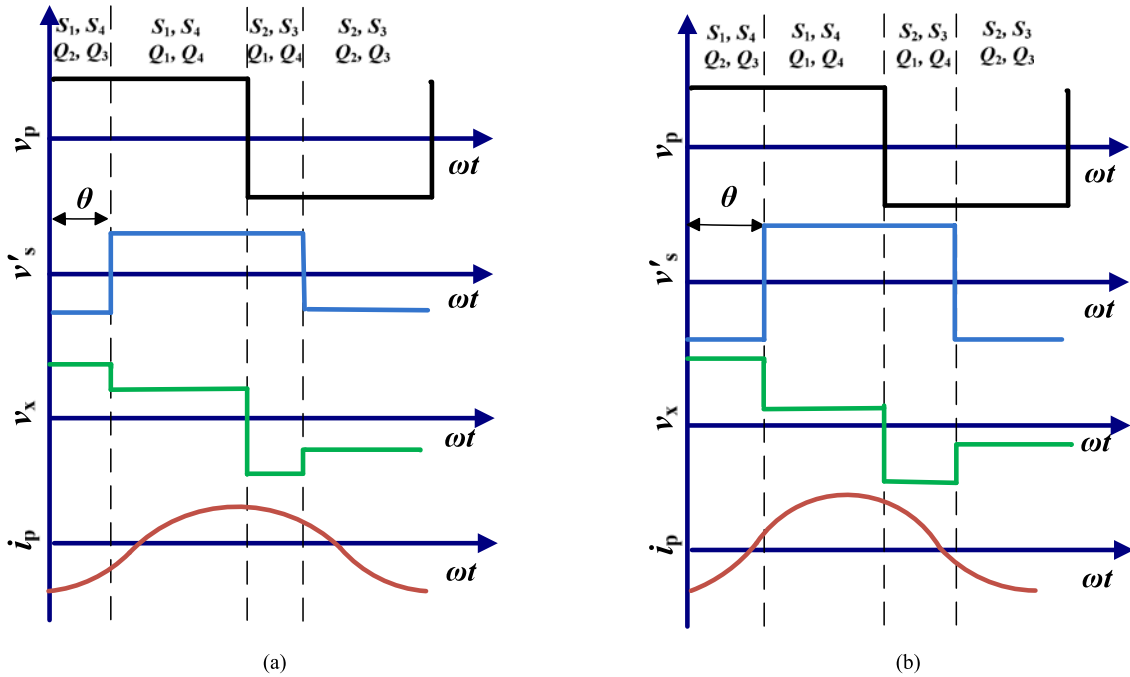 S₁, S₄ S₁, S₄ S₂, S₃ S₂, S₃
Q₂, Q₃ Q₁, Q₄ Q₁, Q₄ Q₂, Q₃
vₚ
ωt
θ
v′ₛ
ωt
vₓ
ωt
iₚ
ωt
(a)
S₁, S₄ S₁, S₄ S₂, S₃ S₂, S₃
Q₂, Q₃ Q₁, Q₄ Q₁, Q₄ Q₂, Q₃
vₚ
ωt
θ
v′ₛ
ωt
vₓ
ωt
iₚ
ωt
(b)